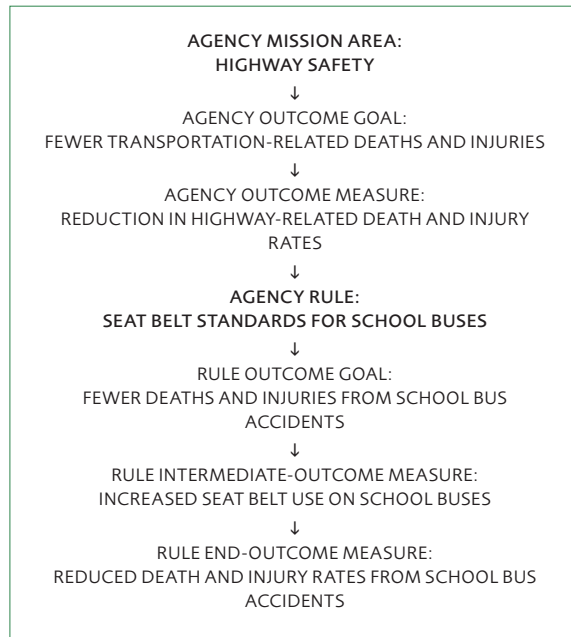 AGENCY MISSION AREA:
HIGHWAY SAFETY
↓
AGENCY OUTCOME GOAL:
FEWER TRANSPORTATION-RELATED DEATHS AND INJURIES
↓
AGENCY OUTCOME MEASURE:
REDUCTION IN HIGHWAY-RELATED DEATH AND INJURY
RATES
↓
AGENCY RULE:
SEAT BELT STANDARDS FOR SCHOOL BUSES
↓
RULE OUTCOME GOAL:
FEWER DEATHS AND INJURIES FROM SCHOOL BUS
ACCIDENTS
↓
RULE INTERMEDIATE-OUTCOME MEASURE:
INCREASED SEAT BELT USE ON SCHOOL BUSES
↓
RULE END-OUTCOME MEASURE:
REDUCED DEATH AND INJURY RATES FROM SCHOOL BUS
ACCIDENTS